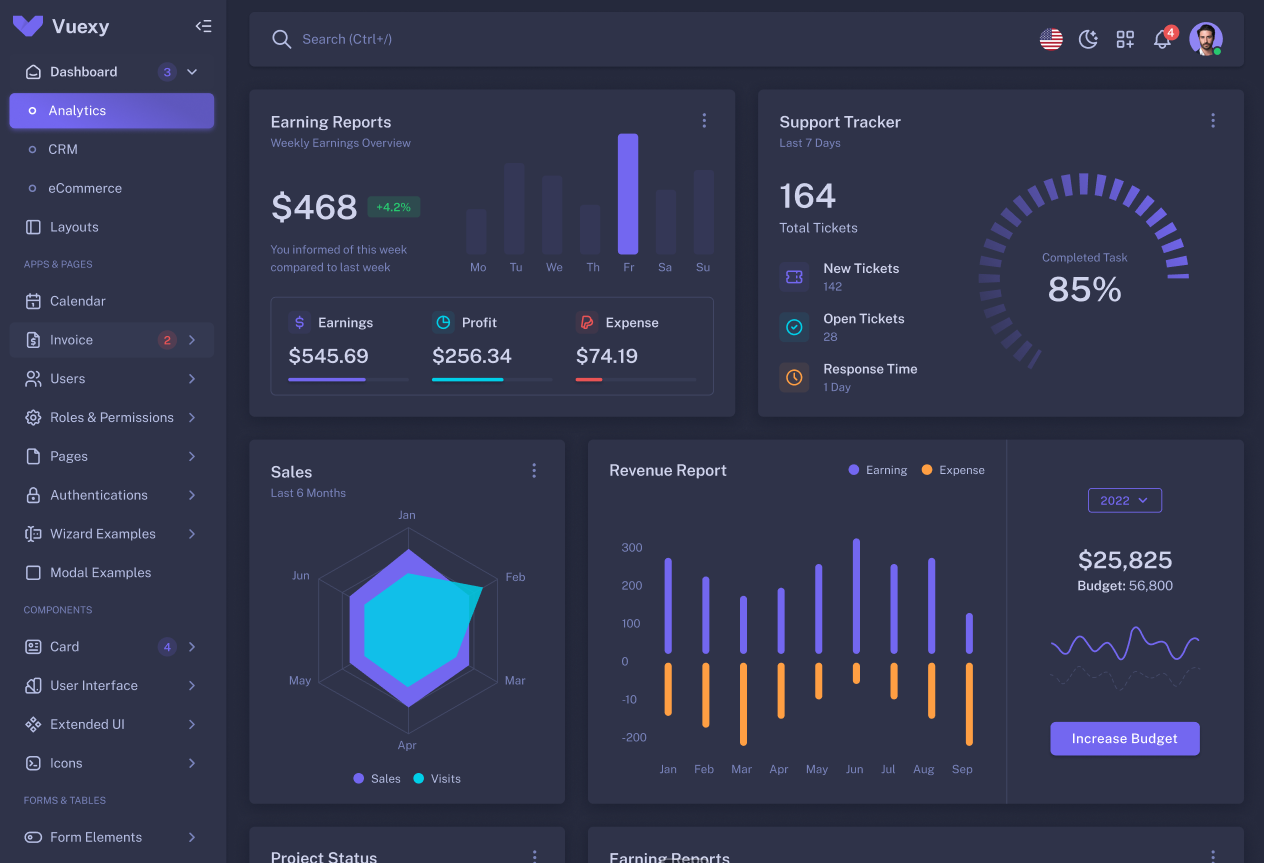 Vuexy
Dashboard 3
Analytics
CRM
eCommerce
Layouts
APPS & PAGES
Calendar
Invoice 2
Users
Roles & Permissions
Pages
Authentications
Wizard Examples
Modal Examples
COMPONENTS
Card 4
User Interface
Extended UI
Icons
FORMS & TABLES
Form Elements
Search (Ctrl+/)
4
Earning Reports
Weekly Earnings Overview
$468 +4.2%
You informed of this week
compared to last week
Mo Tu We Th Fr Sa Su
$ Earnings
$545.69
Profit
$256.34
Expense
$74.19
Support Tracker
Last 7 Days
164
Total Tickets
New Tickets
142
Open Tickets
28
Response Time
1 Day
Completed Task
85%
Sales
Last 6 Months
Jan
Feb
Mar
Apr
May
Jun
Sales Visits
Revenue Report
Earning Expense
300
200
100
0
-10
-200
Jan Feb Mar Apr May Jun Jul Aug Sep
2022
$25,825
Budget: 56,800
Increase Budget
Project Status
Earning Reports